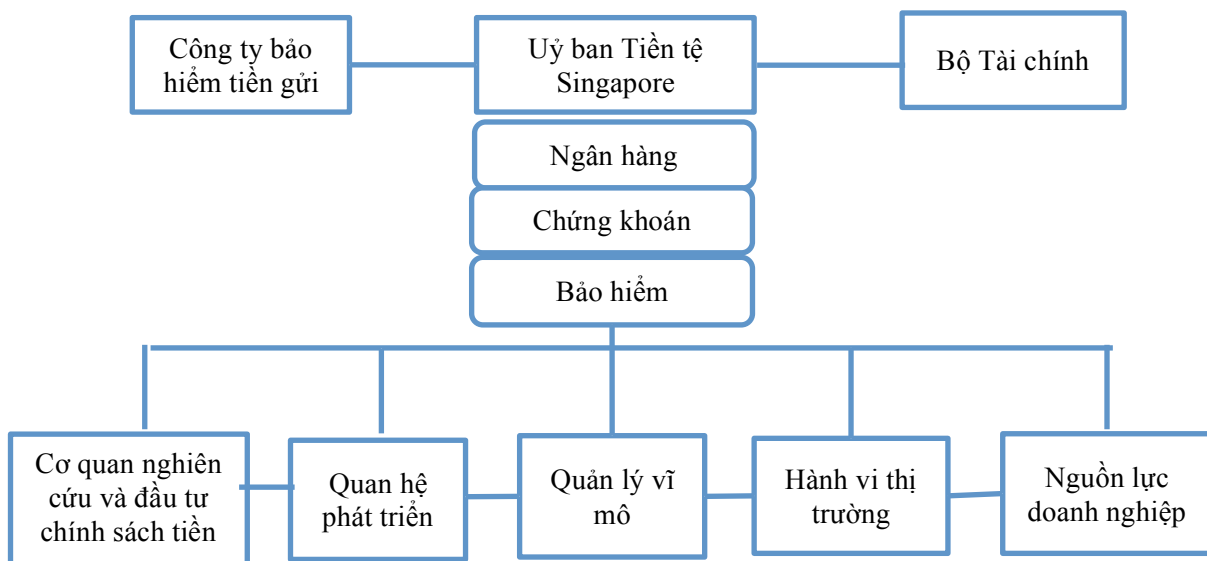 Công ty bảo
hiểm tiền gửi
Uỷ ban Tiền tệ
Singapore
Bộ Tài chính
Ngân hàng
Chứng khoán
Bảo hiểm
Cơ quan nghiên
cứu và đầu tư
chính sách tiền
Quan hệ
phát triển
Quản lý vĩ
mô
Hành vi thị
trường
Nguồn lực
doanh nghiệp